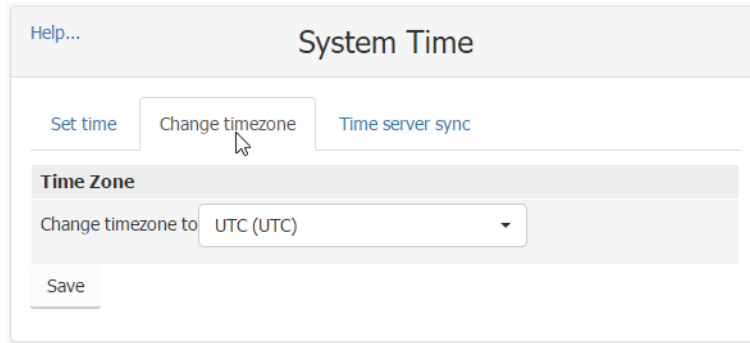 Help...
System Time
Set time Change timezone Time server sync
Time Zone
Change timezone to UTC (UTC)
Save